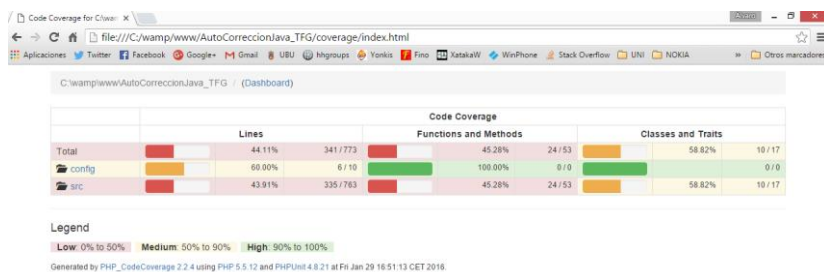 Code Coverage for C:\wan
file:///C:/wamp/www/AutoCorreccionJava_TFG/coverage/index.html
Aplicaciones Twitter Facebook Google+ Gmail UBU hhgroups Yonkis Fino XatakaW WinPhone Stack Overflow UNI NOKIA » Otros marcadores
C:\wamp\www\AutoCorreccionJava_TFG / (Dashboard)
Code Coverage
Lines Functions and Methods Classes and Traits
Total 44.11% 341 / 773 45.28% 24 / 53 58.82% 10 / 17
config 60.00% 6 / 10 100.00% 0 / 0 0 / 0
src 43.91% 335 / 763 45.28% 24 / 53 58.82% 10 / 17
Legend
Low: 0% to 50% Medium: 50% to 90% High: 90% to 100%
Generated by PHP_CodeCoverage 2.2.4 using PHP 5.5.12 and PHPUnit 4.8.21 at Fri Jan 29 16:51:13 CET 2016.